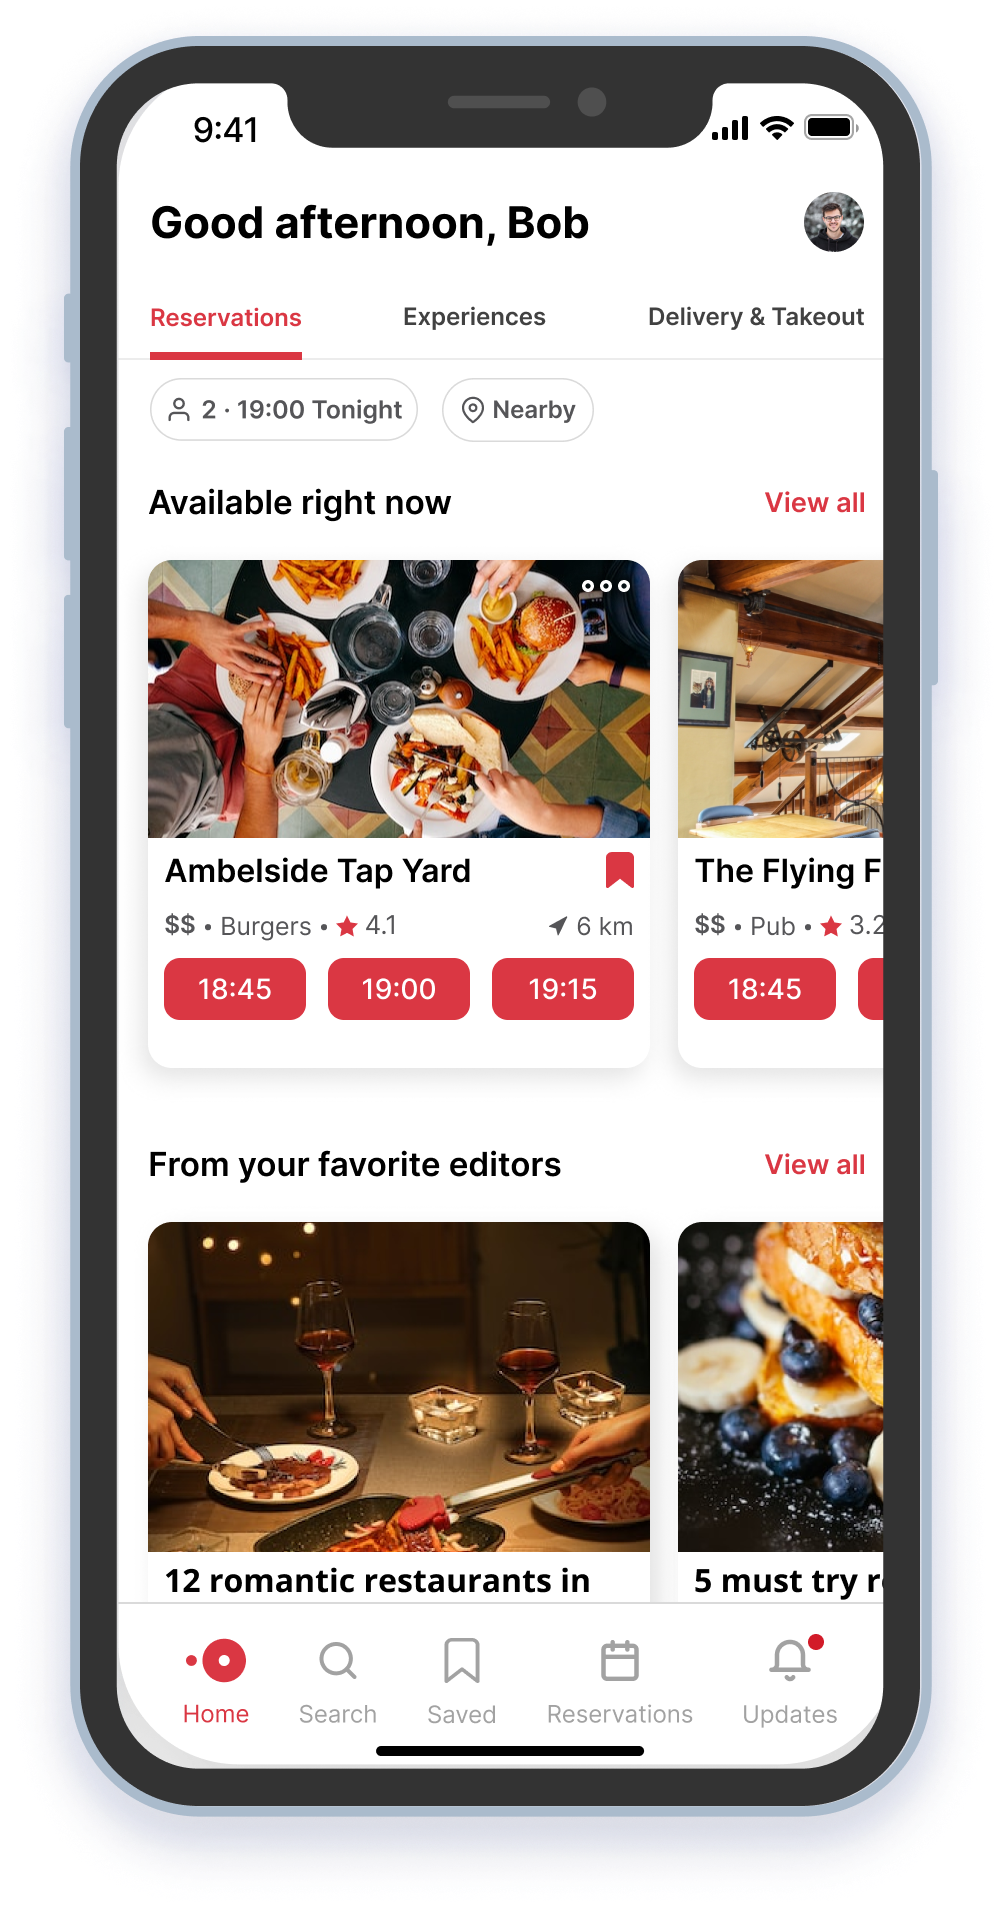 9:41
Good afternoon, Bob
Reservations Experiences Delivery & Takeout
2 · 19:00 Tonight Nearby
Available right now View all
Ambelside Tap Yard
$$ • Burgers • 4.1 6 km
18:45 19:00 19:15
The Flying F
$$ • Pub • 3.2
18:45
From your favorite editors View all
12 romantic restaurants in
5 must try r
Home Search Saved Reservations Updates